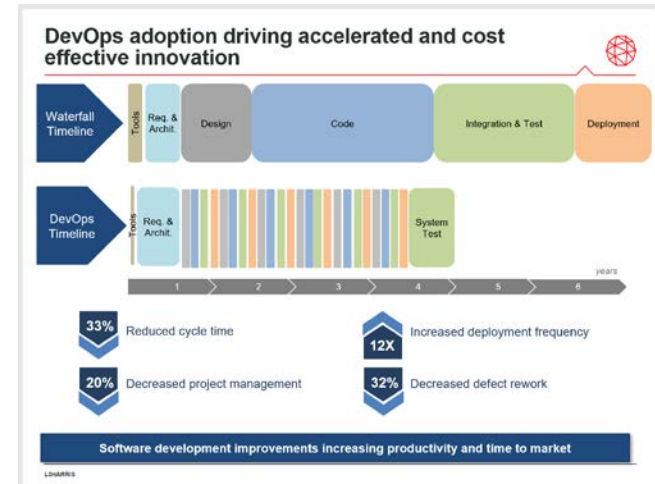 DevOps adoption driving accelerated and cost
effective innovation
Waterfall
Timeline
Tools
Req. &
Archit.
Design
Code
Integration & Test
Deployment
DevOps
Timeline
Tools
Req. &
Archit.
System
Test
years
1 2 3 4 5 6
33% Reduced cycle time
12X Increased deployment frequency
20% Decreased project management
32% Decreased defect rework
Software development improvements increasing productivity and time to market
L3HARRIS